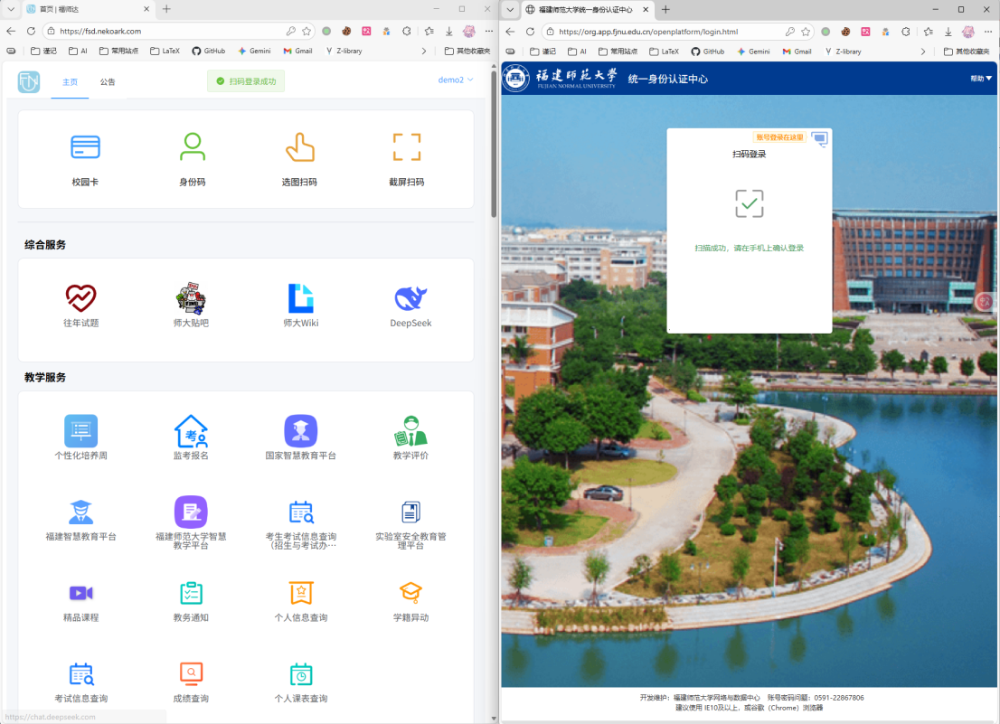 首页 | 福师达
https://fsd.nekoark.com
谨记
AI
常用站点
LaTeX
GitHub
Gemini
Gmail
Z-library
其他收藏夹
主页
公告
扫码登录成功
demo2
校园卡
身份码
选图扫码
截屏扫码
综合服务
往年试题
师大贴吧
师大Wiki
DeepSeek
教学服务
个性化培养周
监考报名
国家智慧教育平台
教学评价
福建智慧教育平台
福建师范大学智慧
教学平台
考生考试信息查询
（招生与考试办…
实验室安全教育管
理平台
精品课程
教务通知
个人信息查询
学籍异动
考试信息查询
成绩查询
个人课表查询
https://chat.deepseek.com
福建师范大学统一身份认证中心
https://org.app.fjnu.edu.cn/openplatform/login.html
谨记
AI
常用站点
LaTeX
GitHub
Gemini
Gmail
Z-library
其他收藏夹
福建师范大学
FUJIAN NORMAL UNIVERSITY
统一身份认证中心
帮助
账号登录在这里
扫码登录
扫描成功，请在手机上确认登录
开发维护：福建师范大学网络与数据中心 账号密码问题：0591-22867806
建议使用 IE10及以上，或谷歌（Chrome）浏览器